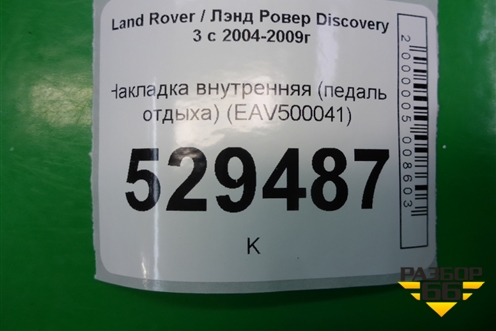 Land Rover / Лэнд Ровер Discovery
3 с 2004-2009г
Накладка внутренняя (педаль
отдыха) (EAV500041)
529487
К
2000005008603
РАЗБОР
66